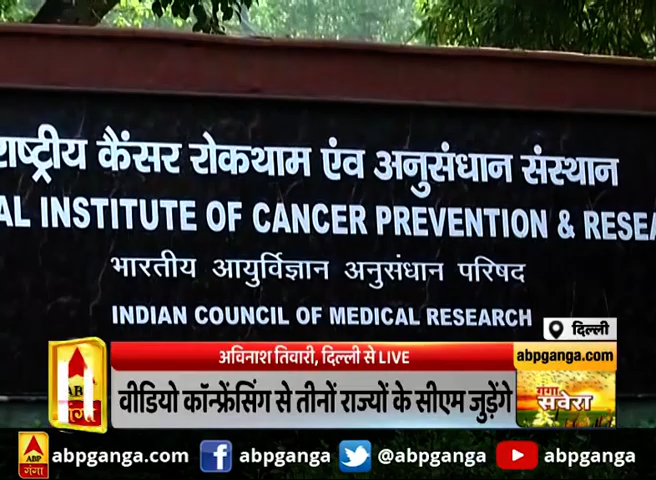 राष्ट्रीय कैंसर रोकथाम एंव अनुसंधान संस्थान
AL INSTITUTE OF CANCER PREVENTION & RESEA
भारतीय आयुर्विज्ञान अनुसंधान परिषद
INDIAN COUNCIL OF MEDICAL RESEARCH
दिल्ली
अविनाश तिवारी, दिल्ली से LIVE
abpganga.com
वीडियो कॉन्फ्रेंसिंग से तीनों राज्यों के सीएम जुड़ेंगे
गंगा
सवेरा
ABP
गंगा
abpganga.com
abpganga
@abpganga
abpganga